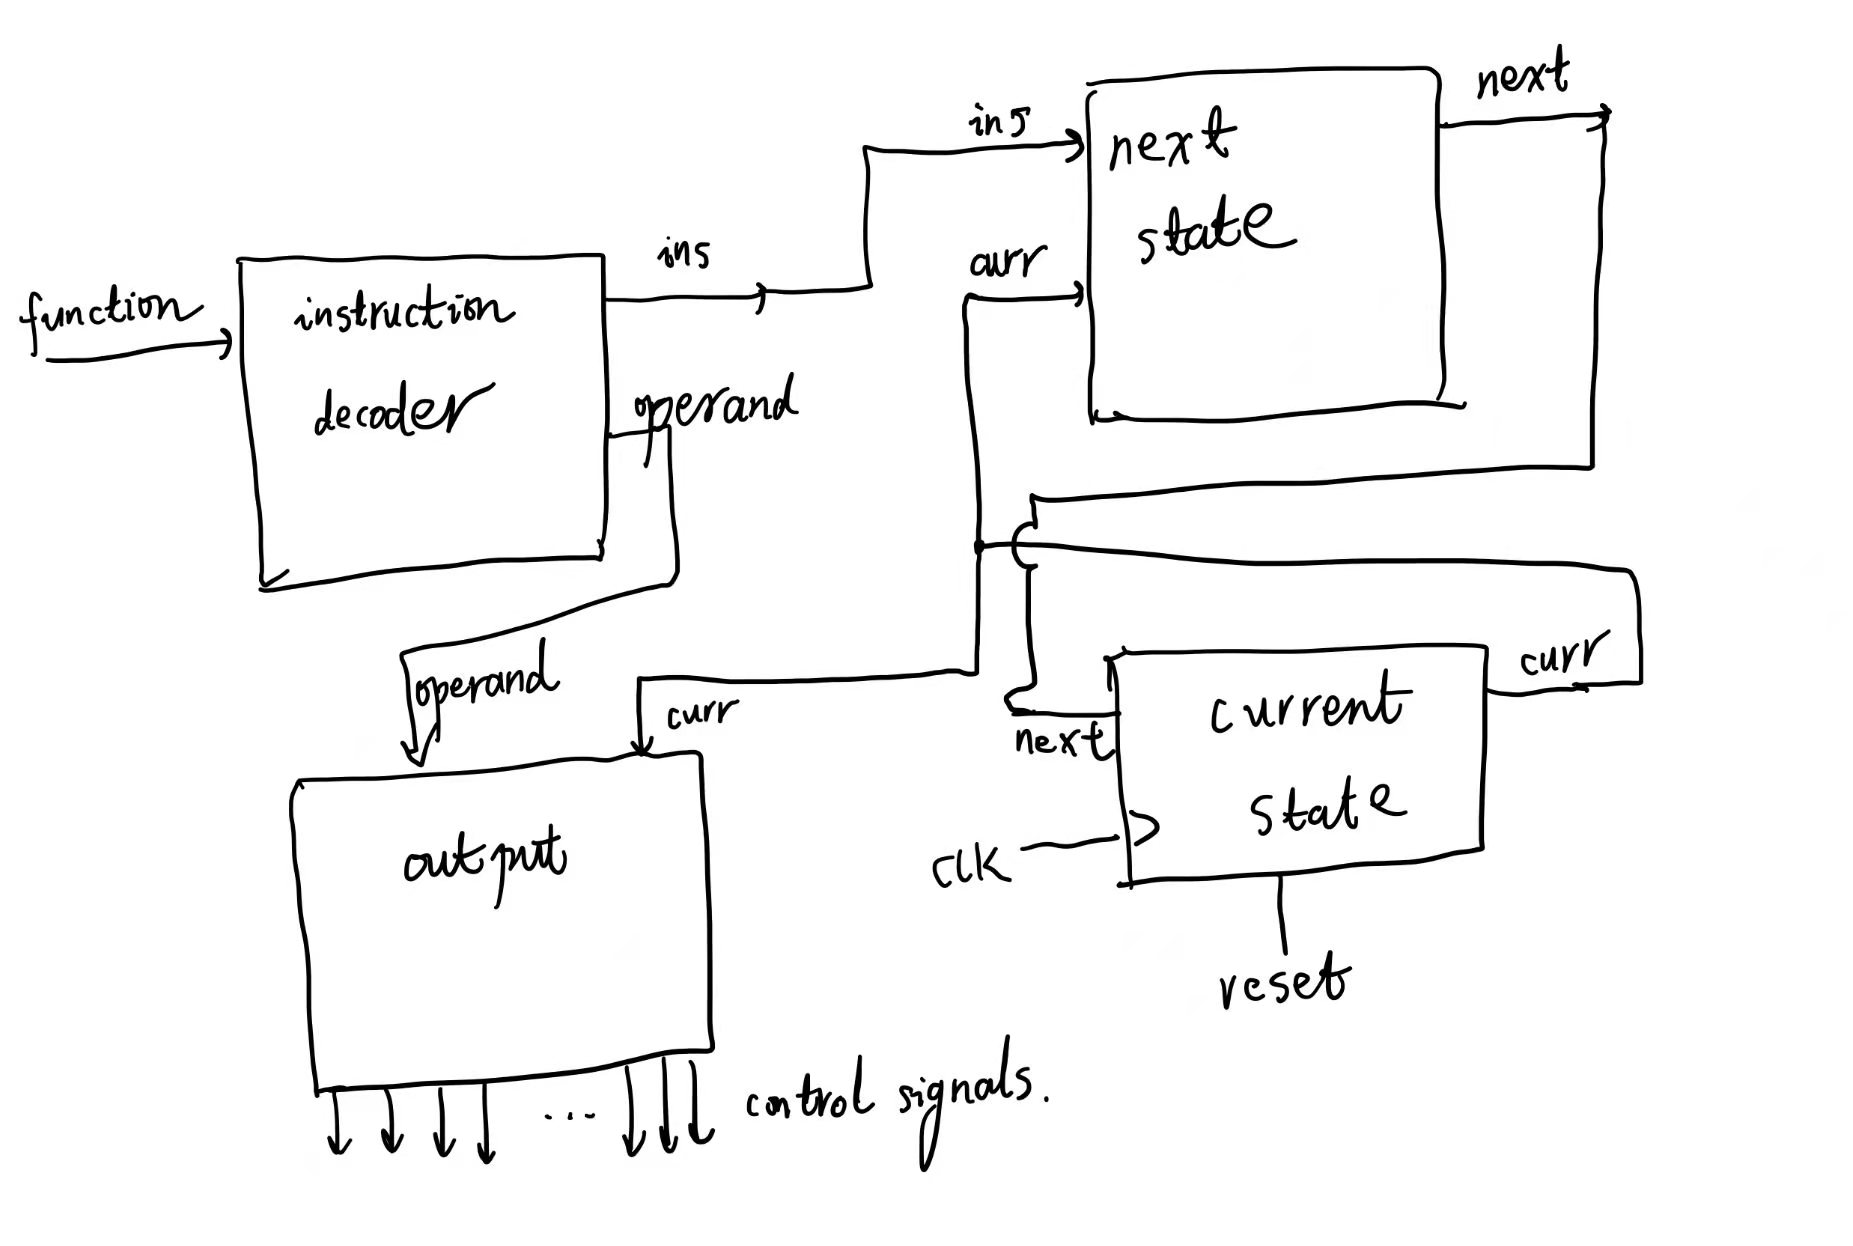 next
ins
next
state
ins
curr
function
instruction
decoder
operand
operand
curr
curr
next
current
state
output
CLK
reset
...
control signals.